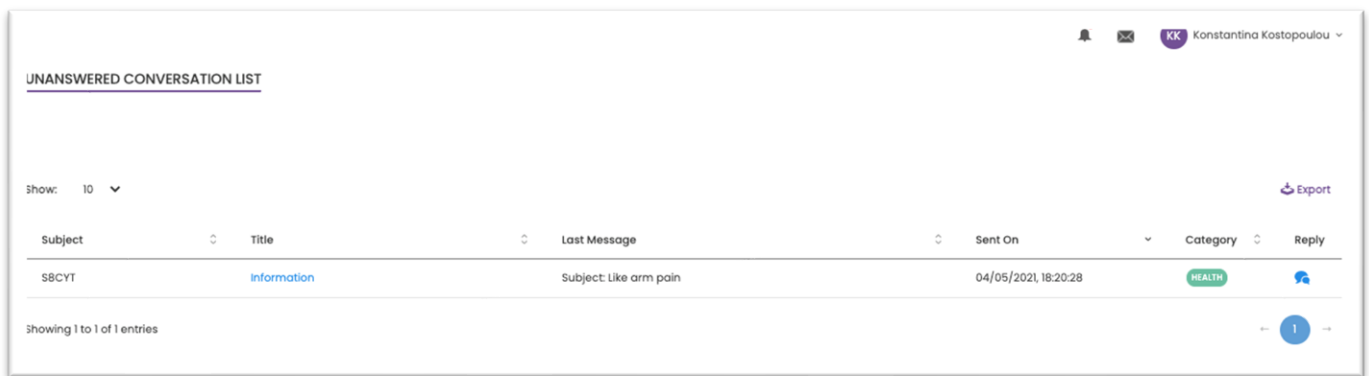 KK Konstantina Kostopoulou
UNANSWERED CONVERSATION LIST
Show: 10
Export
Subject Title Last Message Sent On Category Reply
SBCYT Information Subject: Like arm pain 04/05/2021, 18:20:28 HEALTH
Showing 1 to 1 of 1 entries ← 1 →